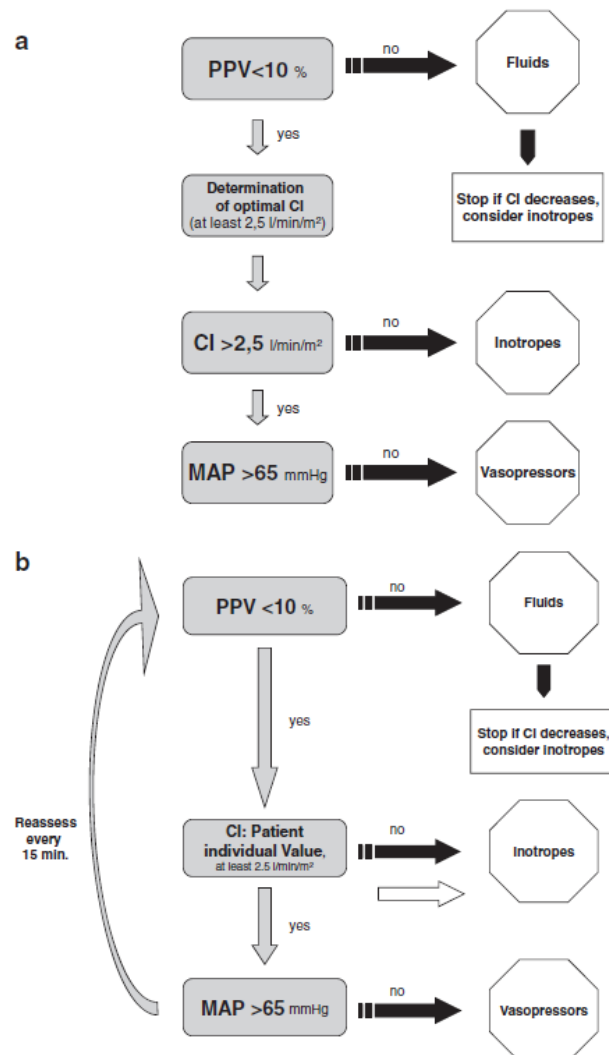 a
PPV<10 %
no
Fluids
yes
Determination
of optimal CI
(at least 2,5 l/min/m²)
Stop if CI decreases,
consider inotropes
CI >2,5 l/min/m²
no
Inotropes
yes
MAP >65 mmHg
no
Vasopressors
b
PPV <10 %
no
Fluids
yes
Stop if CI decreases,
consider inotropes
Reassess
every
15 min.
CI: Patient
individual Value,
at least 2.5 l/min/m²
no
Inotropes
yes
MAP >65 mmHg
no
Vasopressors